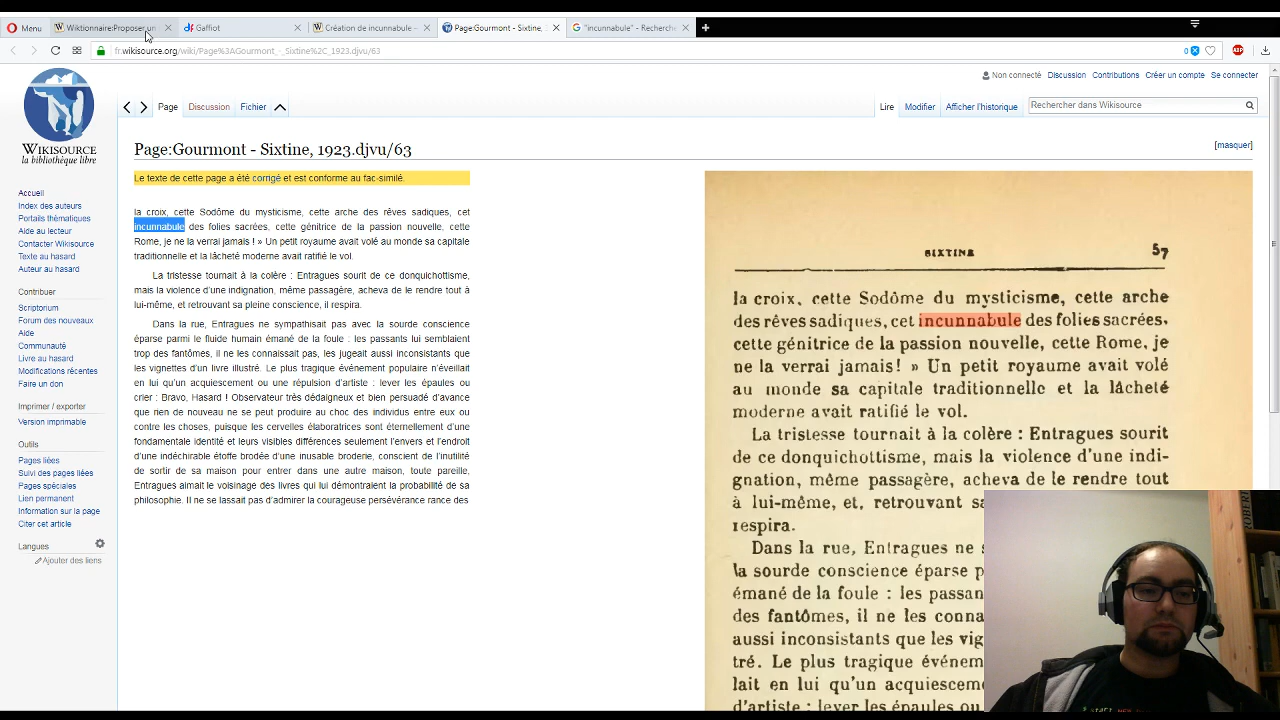 Menu
Wiktionnaire:Proposer un
Gaffiot
Création de incunnabule -
Page:Gourmont - Sixtine,
"incunnabule" - Recherch
fr.wikisource.org/wiki/Page%3AGourmont_-_Sixtine%2C_1923.djvu/63
0
ABP
Non connecté Discussion Contributions Créer un compte Se connecter
Page Discussion Fichier
Lire Modifier Afficher l'historique
Rechercher dans Wikisource
WIKISOURCE
la bibliothèque libre
Accueil
Index des auteurs
Portails thématiques
Aide au lecteur
Contacter Wikisource
Texte au hasard
Auteur au hasard
Contribuer
Scriptorium
Forum des nouveaux
Aide
Communauté
Livre au hasard
Modifications récentes
Faire un don
Imprimer / exporter
Version imprimable
Outils
Pages liées
Suivi des pages liées
Pages spéciales
Lien permanent
Information sur la page
Citer cet article
Langues
Ajouter des liens
Page:Gourmont - Sixtine, 1923.djvu/63
[masquer]
Le texte de cette page a été corrigé et est conforme au fac-similé.
la croix, cette Sodôme du mysticisme, cette arche des rêves sadiques, cet
incunnabule des folies sacrées, cette génitrice de la passion nouvelle, cette
Rome, je ne la verrai jamais ! » Un petit royaume avait volé au monde sa capitale
traditionnelle et la lâcheté moderne avait ratifié le vol.
La tristesse tournait à la colère : Entragues sourit de ce donquichottisme,
mais la violence d'une indignation, même passagère, acheva de le rendre tout à
lui-même, et retrouvant sa pleine conscience, il respira.
Dans la rue, Entragues ne sympathisait pas avec la sourde conscience
éparse parmi le fluide humain émané de la foule : les passants lui semblaient
trop des fantômes, il ne les connaissait pas, les jugeait aussi inconsistants que
les vignettes d'un livre illustré. Le plus tragique événement populaire n'éveillait
en lui qu'un acquiescement ou une répulsion d'artiste : lever les épaules ou
crier : Bravo, Hasard ! Observateur très dédaigneux et bien persuadé d'avance
que rien de nouveau ne se peut produire au choc des individus entre eux ou
contre les choses, puisque les cervelles élaboratrices sont éternellement d'une
fondamentale identité et leurs visibles différences seulement l'envers et l'endroit
d'une indéchirable étoffe brodée d'une inusable broderie, conscient de l'inutilité
de sortir de sa maison pour entrer dans une autre maison, toute pareille,
Entragues aimait le voisinage des livres qui lui démontraient la probabilité de sa
philosophie. Il ne se lassait pas d'admirer la courageuse persévérance rance des
SIXTINE 57
la croix, cette Sodôme du mysticisme, cette arche
des rêves sadiques, cet incunnabule des folies sacrées,
cette génitrice de la passion nouvelle, cette Rome, je
ne la verrai jamais! » Un petit royaume avait volé
au monde sa capitale traditionnelle et la lâcheté
moderne avait ratifié le vol.
La tristesse tournait à la colère : Entragues sourit
de ce donquichottisme, mais la violence d'une indi-
gnation, même passagère, acheva de le rendre tout
à lui-même, et, retrouvant sa
respira.
Dans la rue, Entragues ne
la sourde conscience éparse p
émané de la foule : les passan
des fantômes, il ne les conna
aussi inconsistants que les vig
tré. Le plus tragique événem
lait en lui qu'un acquiesceme
d'artiste : lever les épaules ou